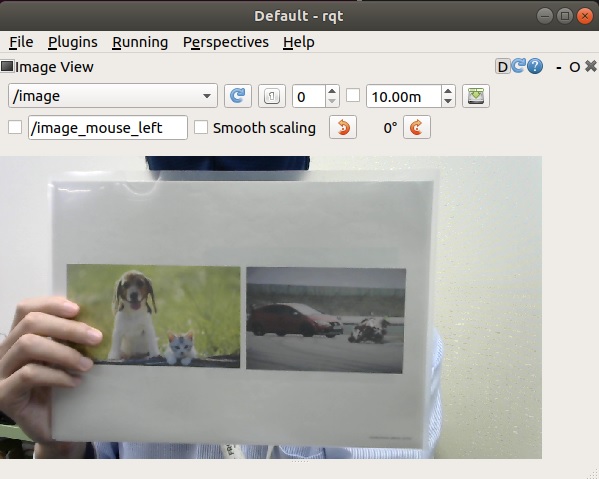 Default - rqt
File Plugins Running Perspectives Help
Image View D - O
/image 0 10.00m
/image_mouse_left Smooth scaling 0°